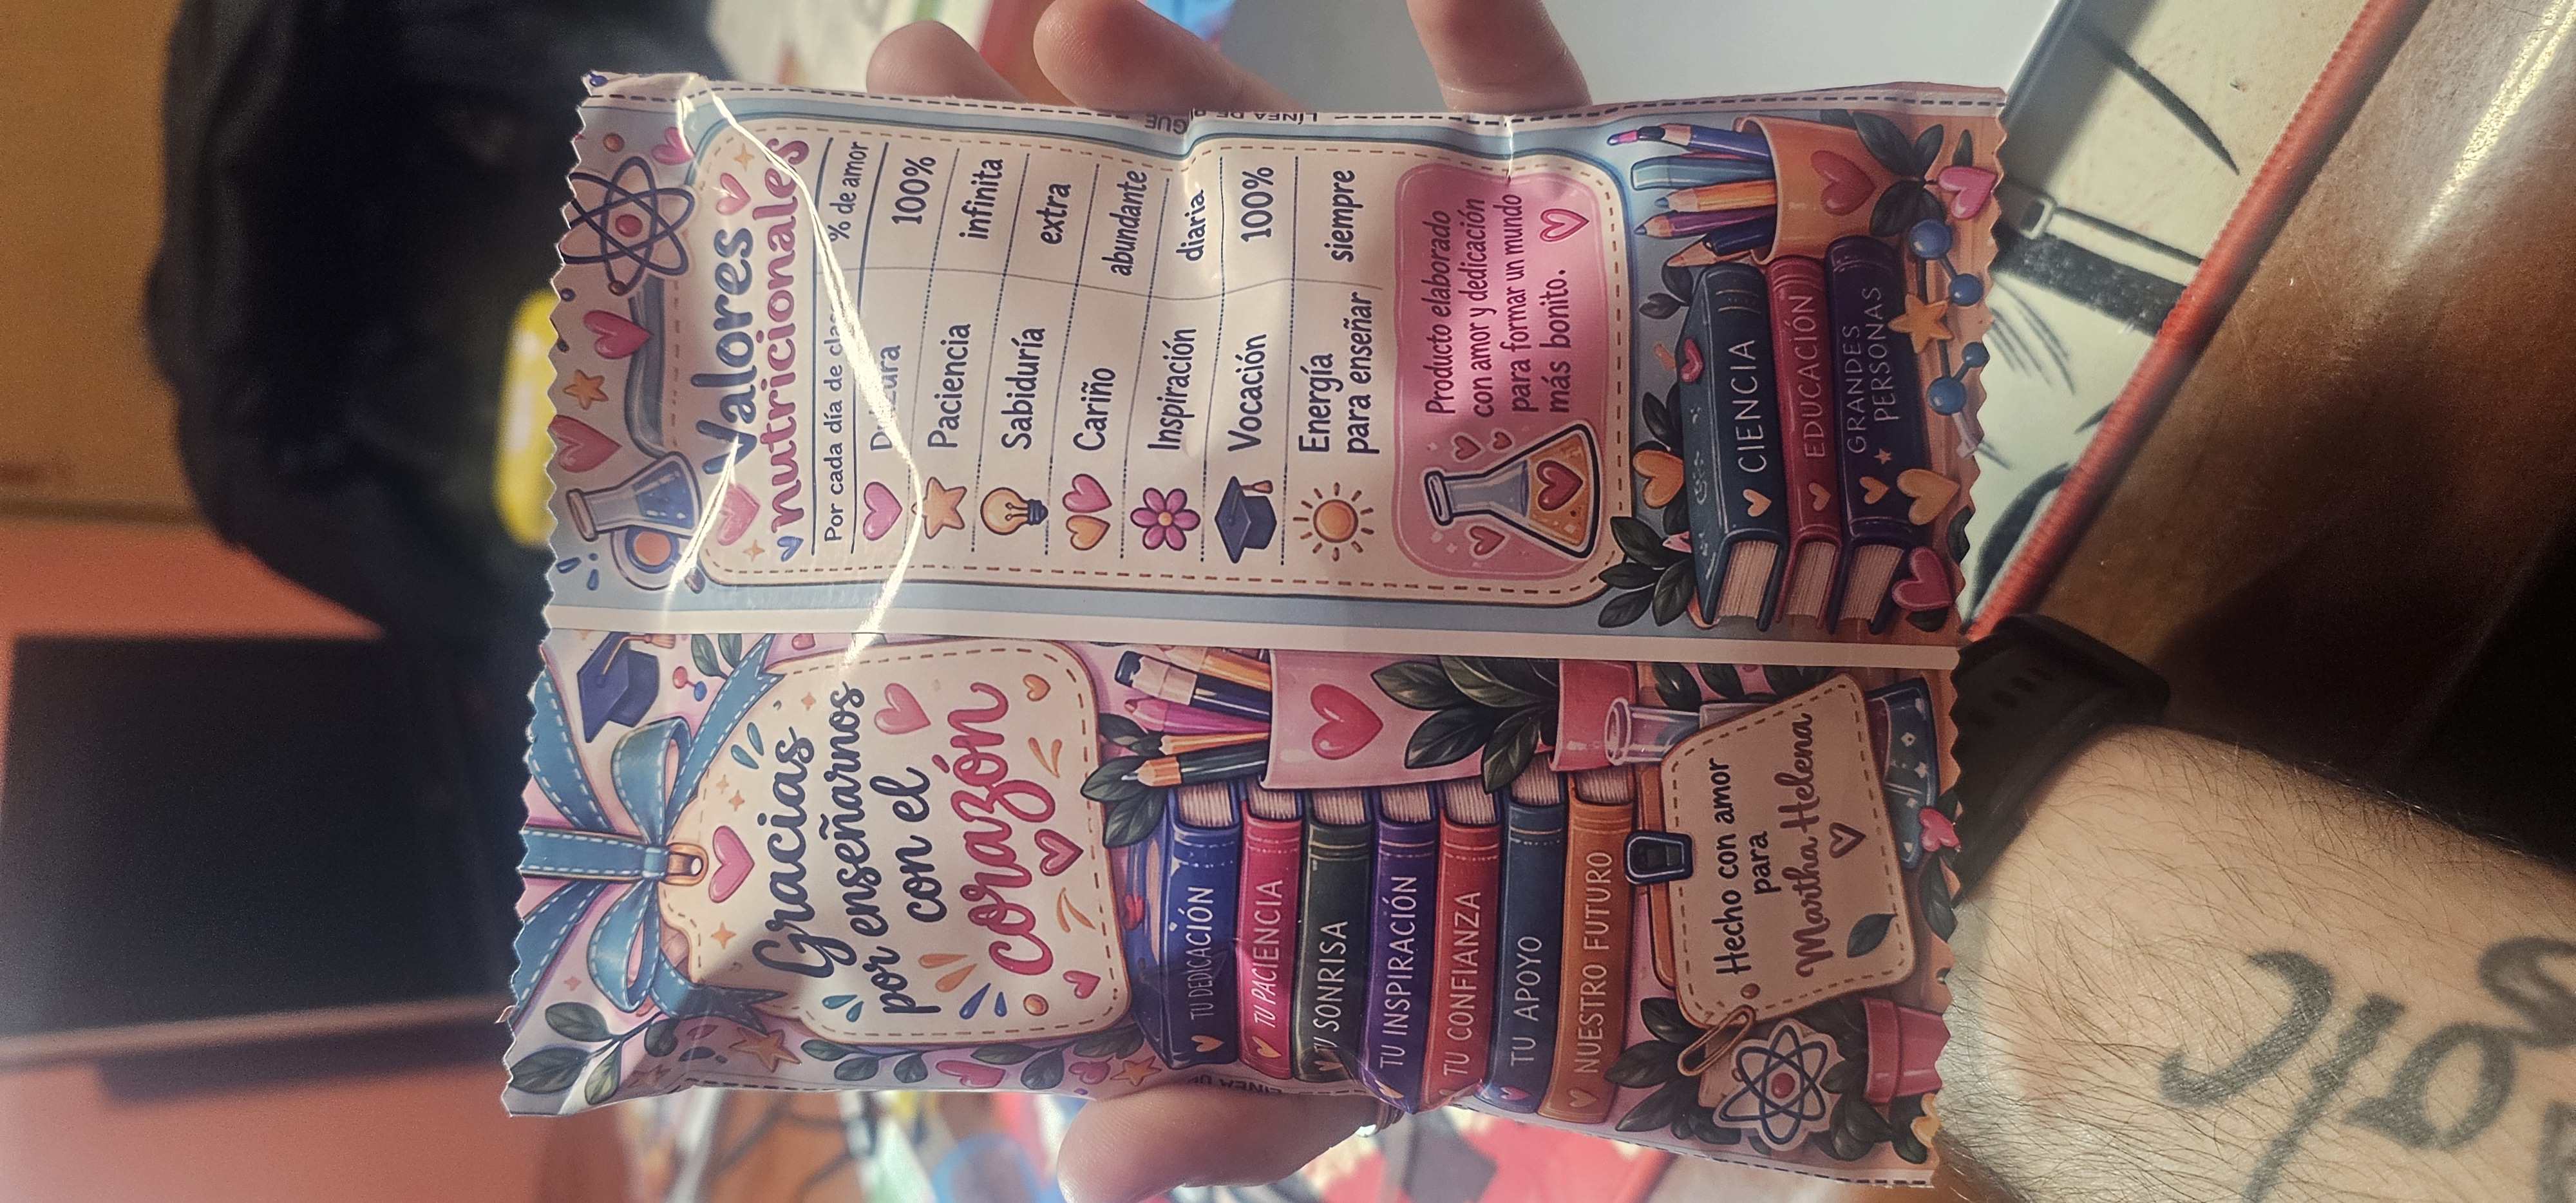 Gracias
por enseñarnos
con el
corazón
TU DEDICACIÓN
TU PACIENCIA
TU SONRISA
TU INSPIRACIÓN
TU CONFIANZA
TU APOYO
NUESTRO FUTURO
Hecho con amor
para
Martha Helena
Valores
nutricionales
Por cada día de % de amor
Dulzura 100%
Paciencia infinita
Sabiduría extra
Cariño abundante
Inspiración diaria
Vocación 100%
Energía
para enseñar siempre
Producto elaborado
con amor y dedicación
para formar un mundo
más bonito.
CIENCIA
EDUCACIÓN
GRANDES
PERSONAS
LÍNEA DE